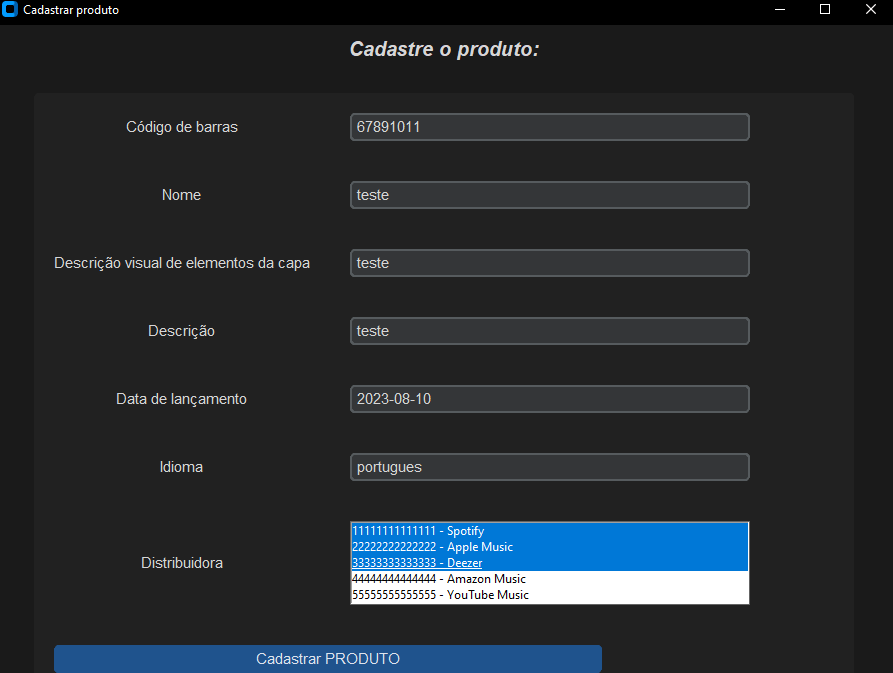 Cadastrar produto
Cadastre o produto:
Código de barras 67891011
Nome teste
Descrição visual de elementos da capa teste
Descrição teste
Data de lançamento 2023-08-10
Idioma portugues
Distribuidora
11111111111111 - Spotify
22222222222222 - Apple Music
33333333333333 - Deezer
44444444444444 - Amazon Music
55555555555555 - YouTube Music
Cadastrar PRODUTO